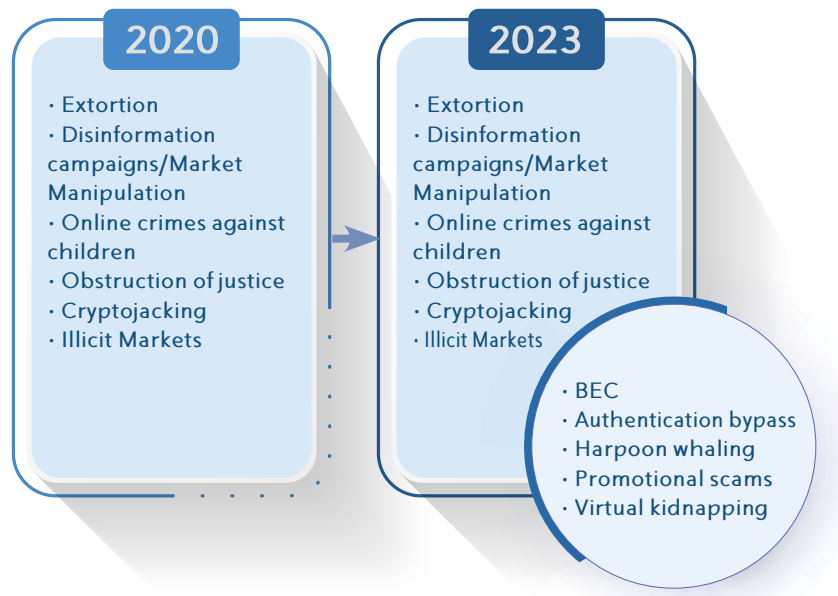 2020
· Extortion
· Disinformation
campaigns/Market
Manipulation
· Online crimes against
children
· Obstruction of justice
· Cryptojacking
· Illicit Markets
2023
· Extortion
· Disinformation
campaigns/Market
Manipulation
· Online crimes against
children
· Obstruction of justice
· Cryptojacking
· Illicit Markets
· BEC
· Authentication bypass
· Harpoon whaling
· Promotional scams
· Virtual kidnapping